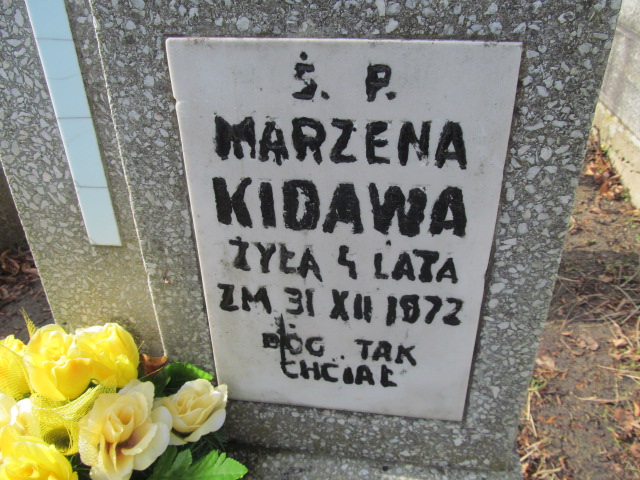 Ś. P.
MARZENA
KIDAWA
ŻYŁA 4 LATA
ZM 31 XII 1972
BÓG. TAK
CHCIAŁ